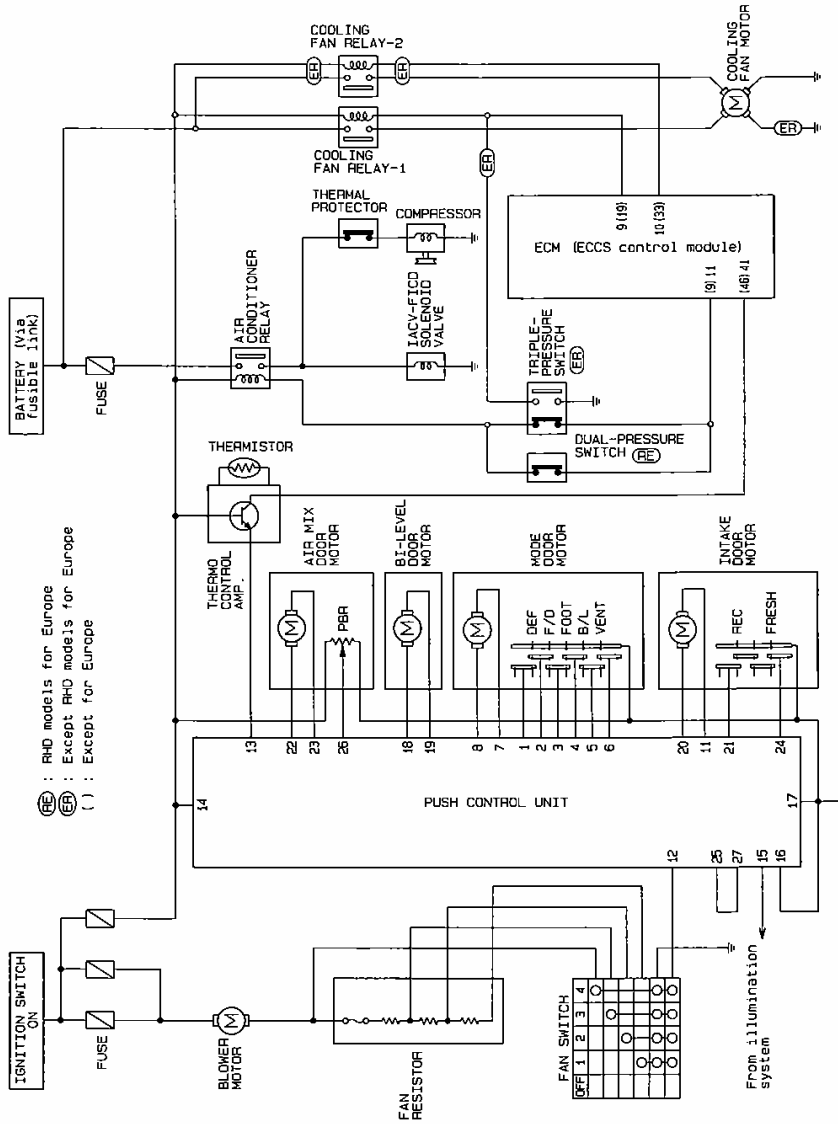 IGNITION SWITCH
ON
FUSE
BLOWER
MOTOR
M
FAN
RESISTOR
FAN SWITCH
OFF 1 2 3 4
From illumination
system
RE : RHD models for Europe
ER : Except RHD models for Europe
( ) : Except for Europe
PUSH CONTROL UNIT
14
13
22
23
26
18
19
8
7
1
2
3
4
5
6
20
11
21
24
17
12
25
27
15
16
THERMO
CONTROL
AMP.
THERMISTOR
AIR MIX
DOOR
MOTOR
M
PBR
BI-LEVEL
DOOR
MOTOR
M
MODE
DOOR
MOTOR
M
DEF
F/D
FOOT
B/L
VENT
INTAKE
DOOR
MOTOR
M
REC
FRESH
BATTERY (Via
fusible link)
FUSE
AIR
CONDITIONER
RELAY
THERMAL
PROTECTOR
COMPRESSOR
IACV-FICD
SOLENOID
VALVE
TRIPLE-
PRESSURE
SWITCH
ER
DUAL-PRESSURE
SWITCH RE
COOLING
FAN RELAY-2
ER
ER
COOLING
FAN RELAY-1
ER
ECM (ECCS control module)
9 (19)
10 (33)
(9) 11
(46) 41
COOLING
FAN MOTOR
M
ER